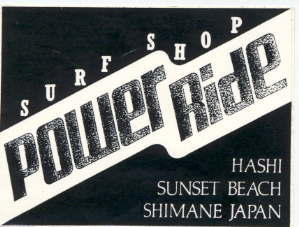 SURF SHOP
POWER RiDE
HASHI
SUNSET BEACH
SHIMANE JAPAN